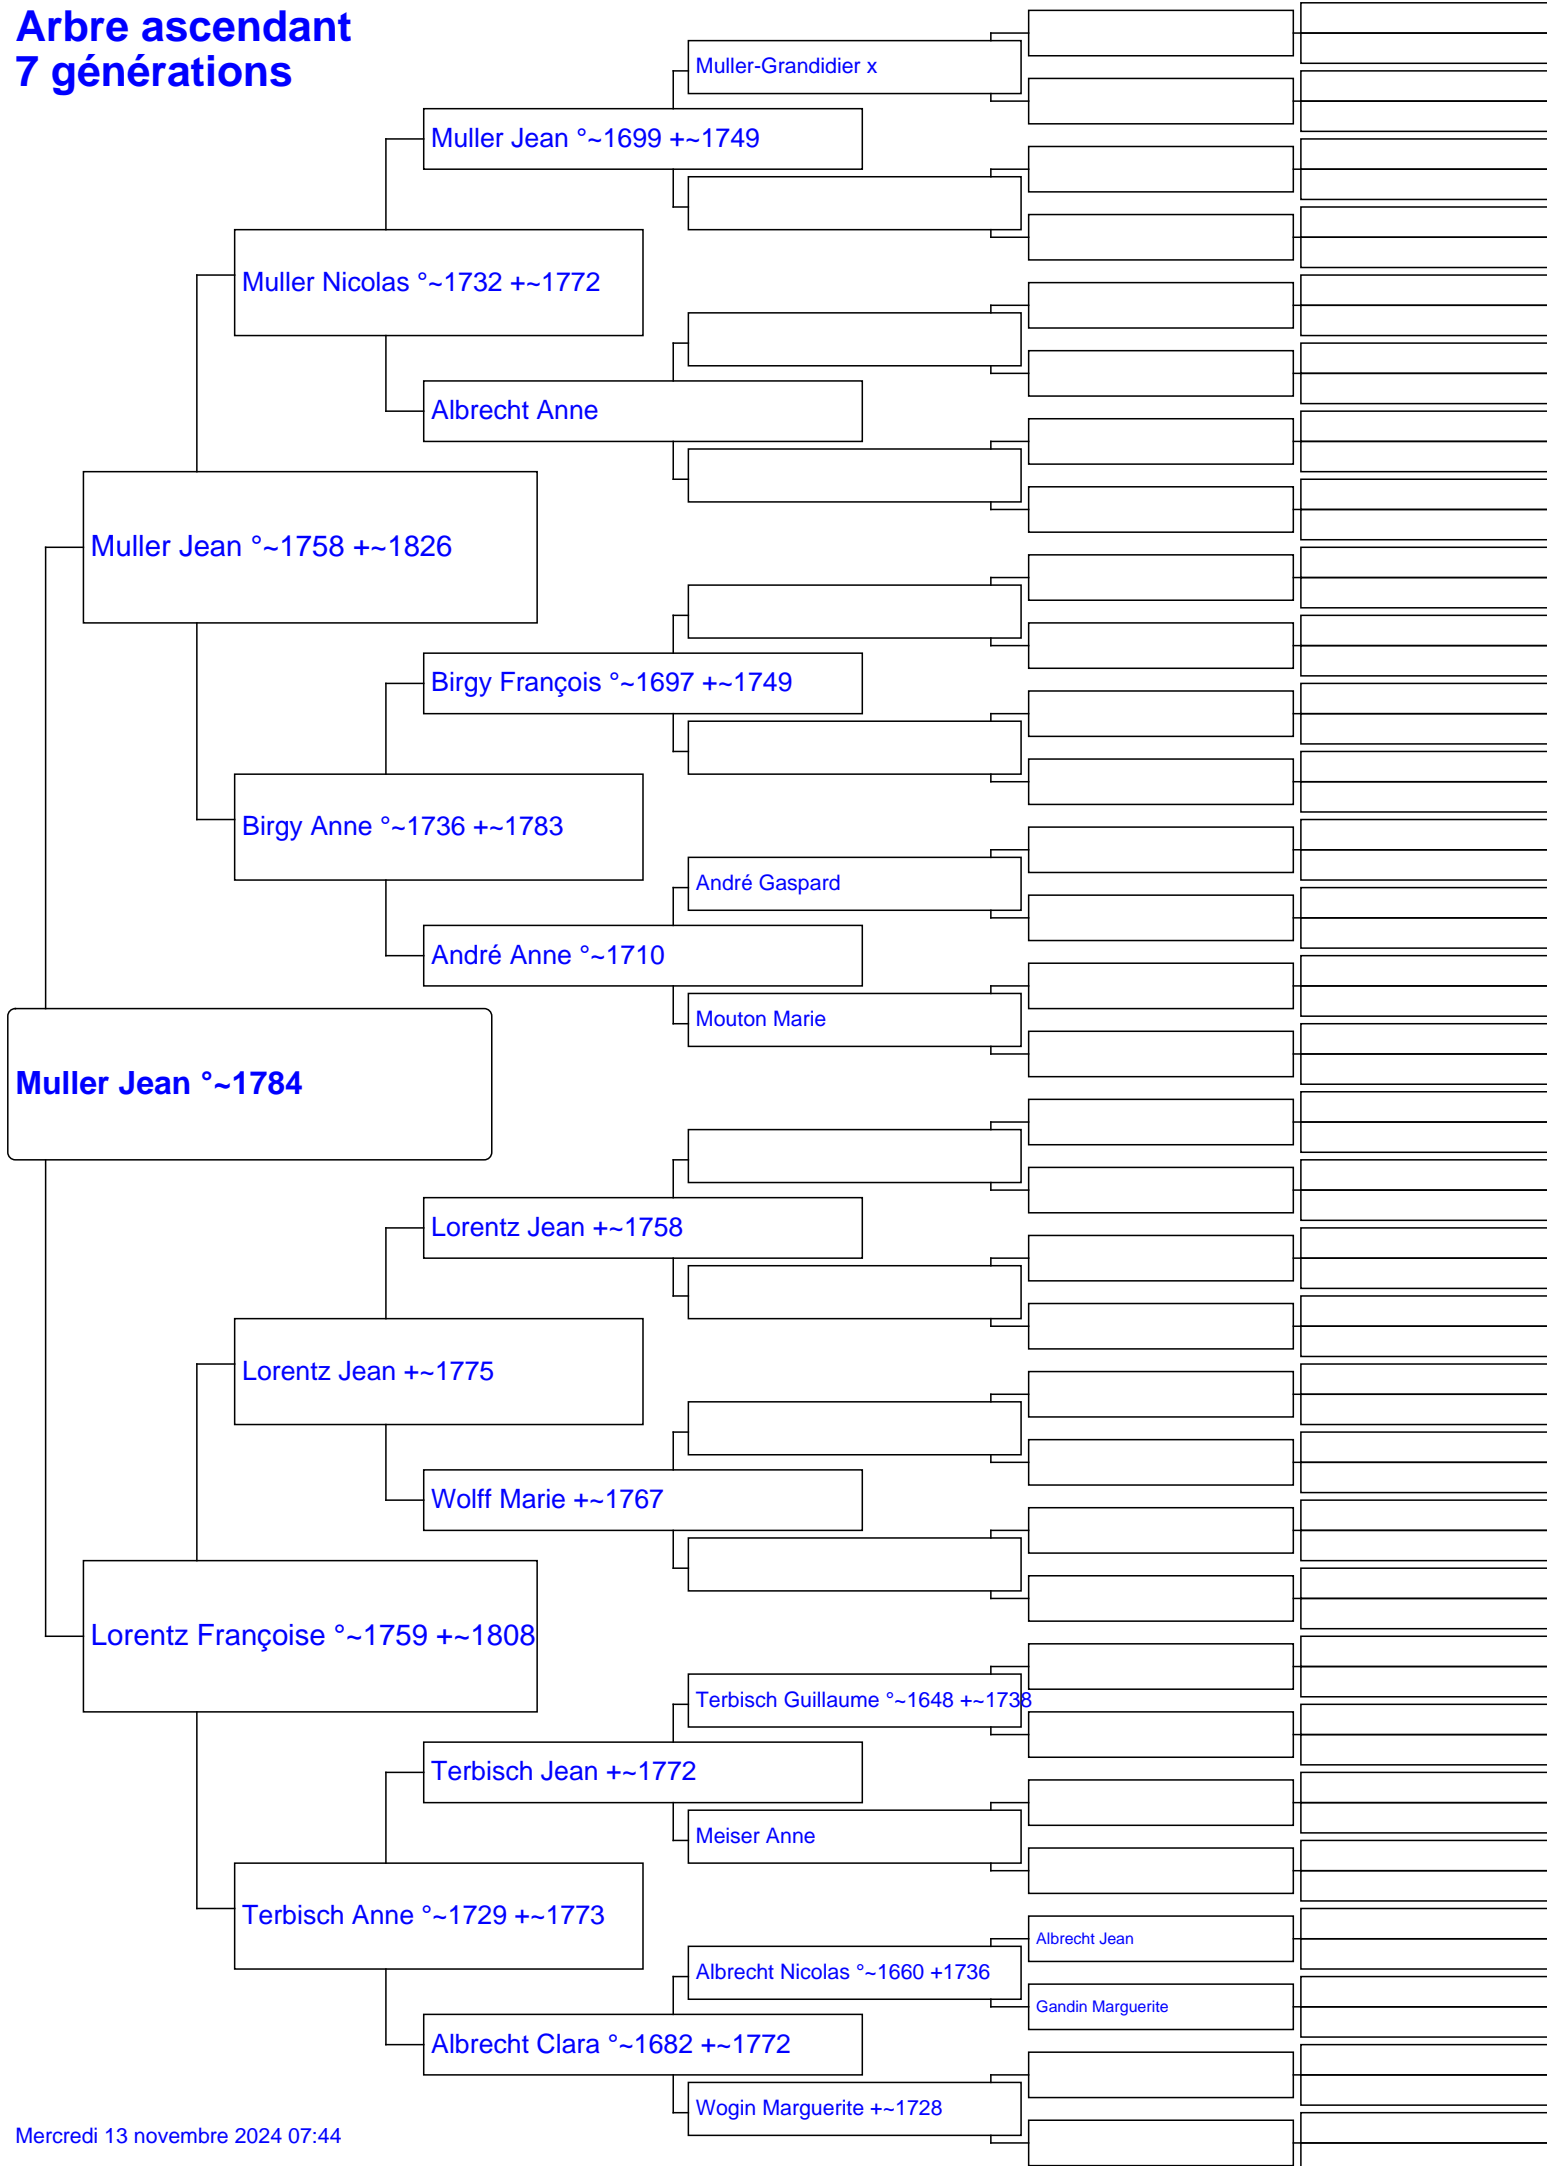 Arbre ascendant
7 générations
Muller-Grandidier x
Muller Jean °~1699 +~1749
Muller Nicolas °~1732 +~1772
Albrecht Anne
Muller Jean °~1758 +~1826
Birgy François °~1697 +~1749
Birgy Anne °~1736 +~1783
André Gaspard
André Anne °~1710
Mouton Marie
Muller Jean °~1784
Lorentz Jean +~1758
Lorentz Jean +~1775
Wolff Marie +~1767
Lorentz Françoise °~1759 +~1808
Terbisch Guillaume °~1648 +~1738
Terbisch Jean +~1772
Meiser Anne
Terbisch Anne °~1729 +~1773
Albrecht Jean
Albrecht Nicolas °~1660 +1736
Gandin Marguerite
Albrecht Clara °~1682 +~1772
Wogin Marguerite +~1728
Mercredi 13 novembre 2024 07:44